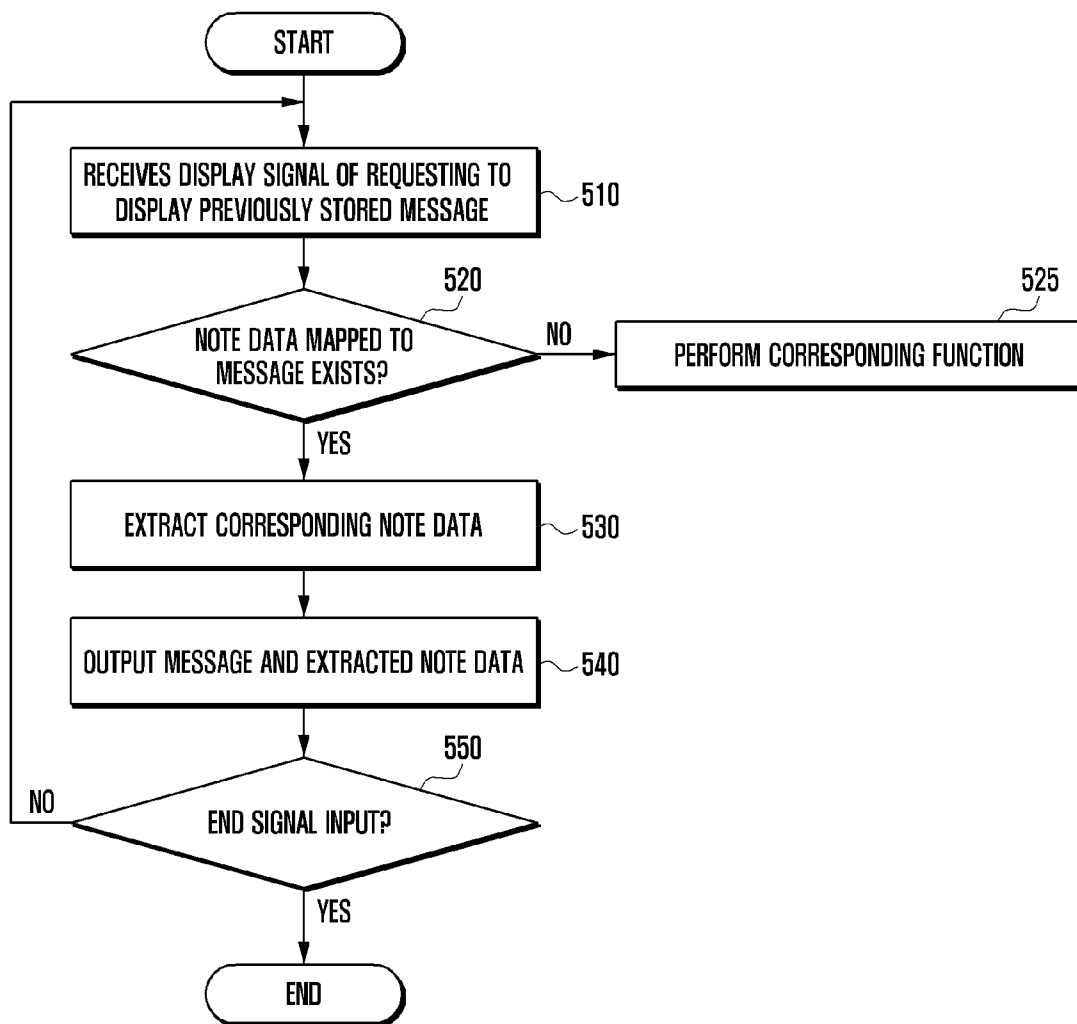 START
RECEIVES DISPLAY SIGNAL OF REQUESTING TO
DISPLAY PREVIOUSLY STORED MESSAGE
510
520
525
NOTE DATA MAPPED TO
MESSAGE EXISTS?
NO
PERFORM CORRESPONDING FUNCTION
YES
EXTRACT CORRESPONDING NOTE DATA
530
OUTPUT MESSAGE AND EXTRACTED NOTE DATA
540
550
NO
END SIGNAL INPUT?
YES
END